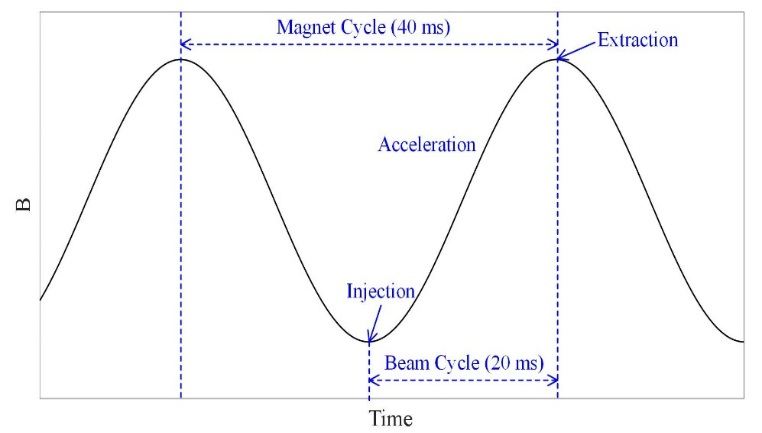 Magnet Cycle (40 ms)
Extraction
Acceleration
B
Injection
Beam Cycle (20 ms)
Time